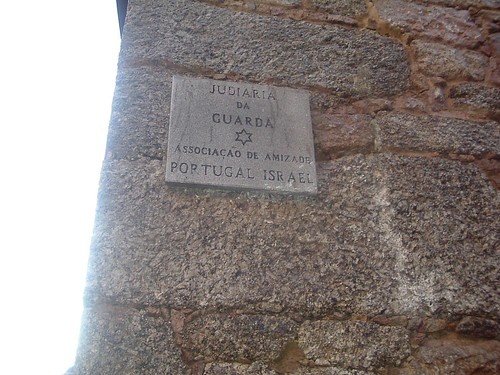 JUDIARIA
DA
GUARDA
ASSOCIAÇÃO DE AMIZADE
PORTUGAL ISRAEL